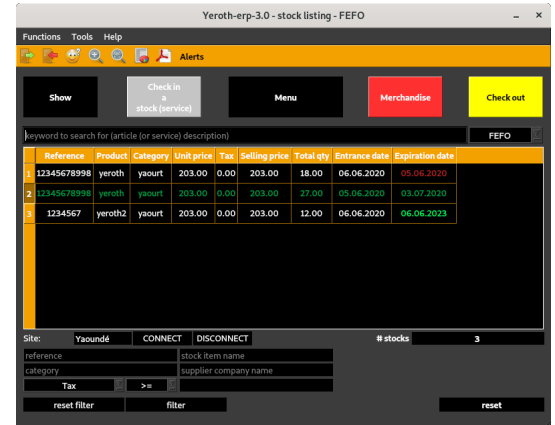 Yeroth-erp-3.0 - stock listing - FEFO
Functions Tools Help
Alerts
Show
Check in
a
stock (service)
Menu
Merchandise
Check out
keyword to search for (article (or service) description)
FEFO
Reference Product Category Unit price Tax Selling price Total qty Entrance date Expiration date
1 12345678998 yeroth yaourt 203.00 0.00 203.00 18.00 06.06.2020 05.06.2020
2 12345678998 yeroth yaourt 203.00 0.00 203.00 27.00 05.06.2020 03.07.2020
3 1234567 yeroth2 yaourt 203.00 0.00 203.00 12.00 06.06.2020 06.06.2023
Site: Yaoundé CONNECT DISCONNECT # stocks 3
reference stock item name
category supplier company name
Tax >=
reset filter filter reset